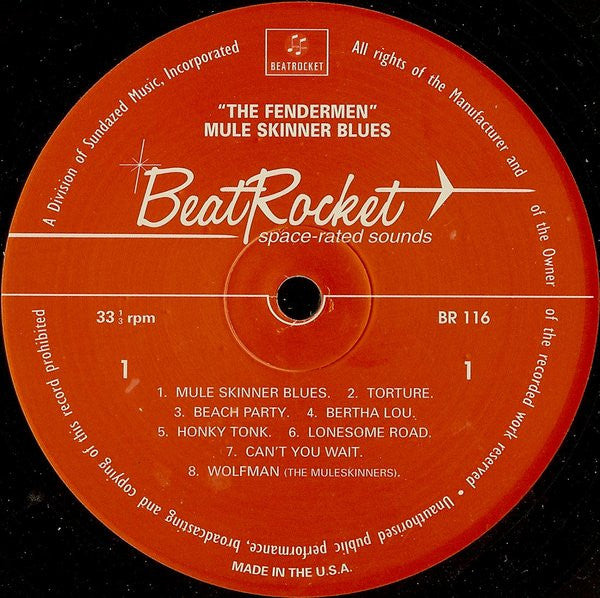 BEATROCKET
A Division of Sundazed Music, Incorporated
All rights of the Manufacturer and of the Owner of the recorded work reserved • Unauthorised public performance, broadcasting and copying of this record prohibited
"THE FENDERMEN"
MULE SKINNER BLUES
BeatRocket
space-rated sounds
33 1/3 rpm
BR 116
1
1
1. MULE SKINNER BLUES. 2. TORTURE.
3. BEACH PARTY. 4. BERTHA LOU.
5. HONKY TONK. 6. LONESOME ROAD.
7. CAN'T YOU WAIT.
8. WOLFMAN (THE MULESKINNERS).
MADE IN THE U.S.A.